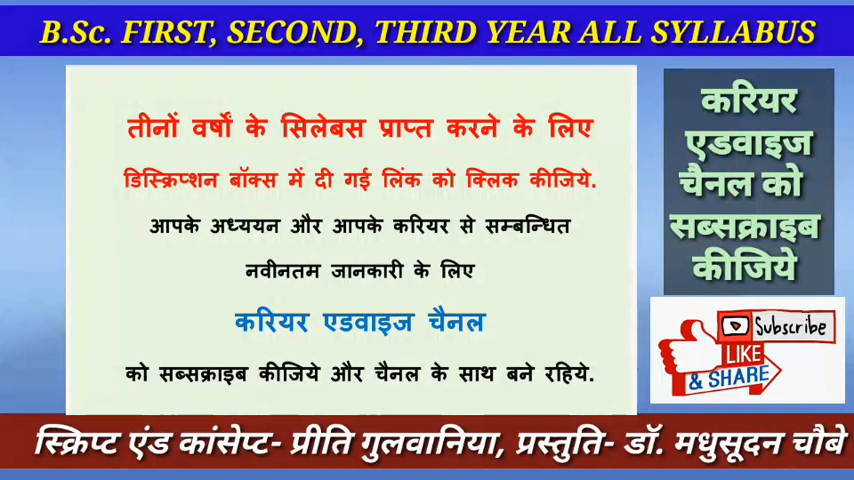 B.Sc. FIRST, SECOND, THIRD YEAR ALL SYLLABUS
तीनों वर्षों के सिलेबस प्राप्त करने के लिए
डिस्क्रिप्शन बॉक्स में दी गई लिंक को क्लिक कीजिये.
आपके अध्ययन और आपके करियर से सम्बन्धित
नवीनतम जानकारी के लिए
करियर एडवाइज चैनल
को सब्सक्राइब कीजिये और चैनल के साथ बने रहिये.
करियर
एडवाइज
चैनल को
सब्सक्राइब
कीजिये
Subscribe
LIKE
& SHARE
स्क्रिप्ट एंड कांसेप्ट- प्रीति गुलवानिया, प्रस्तुति- डॉ. मधुसूदन चौबे